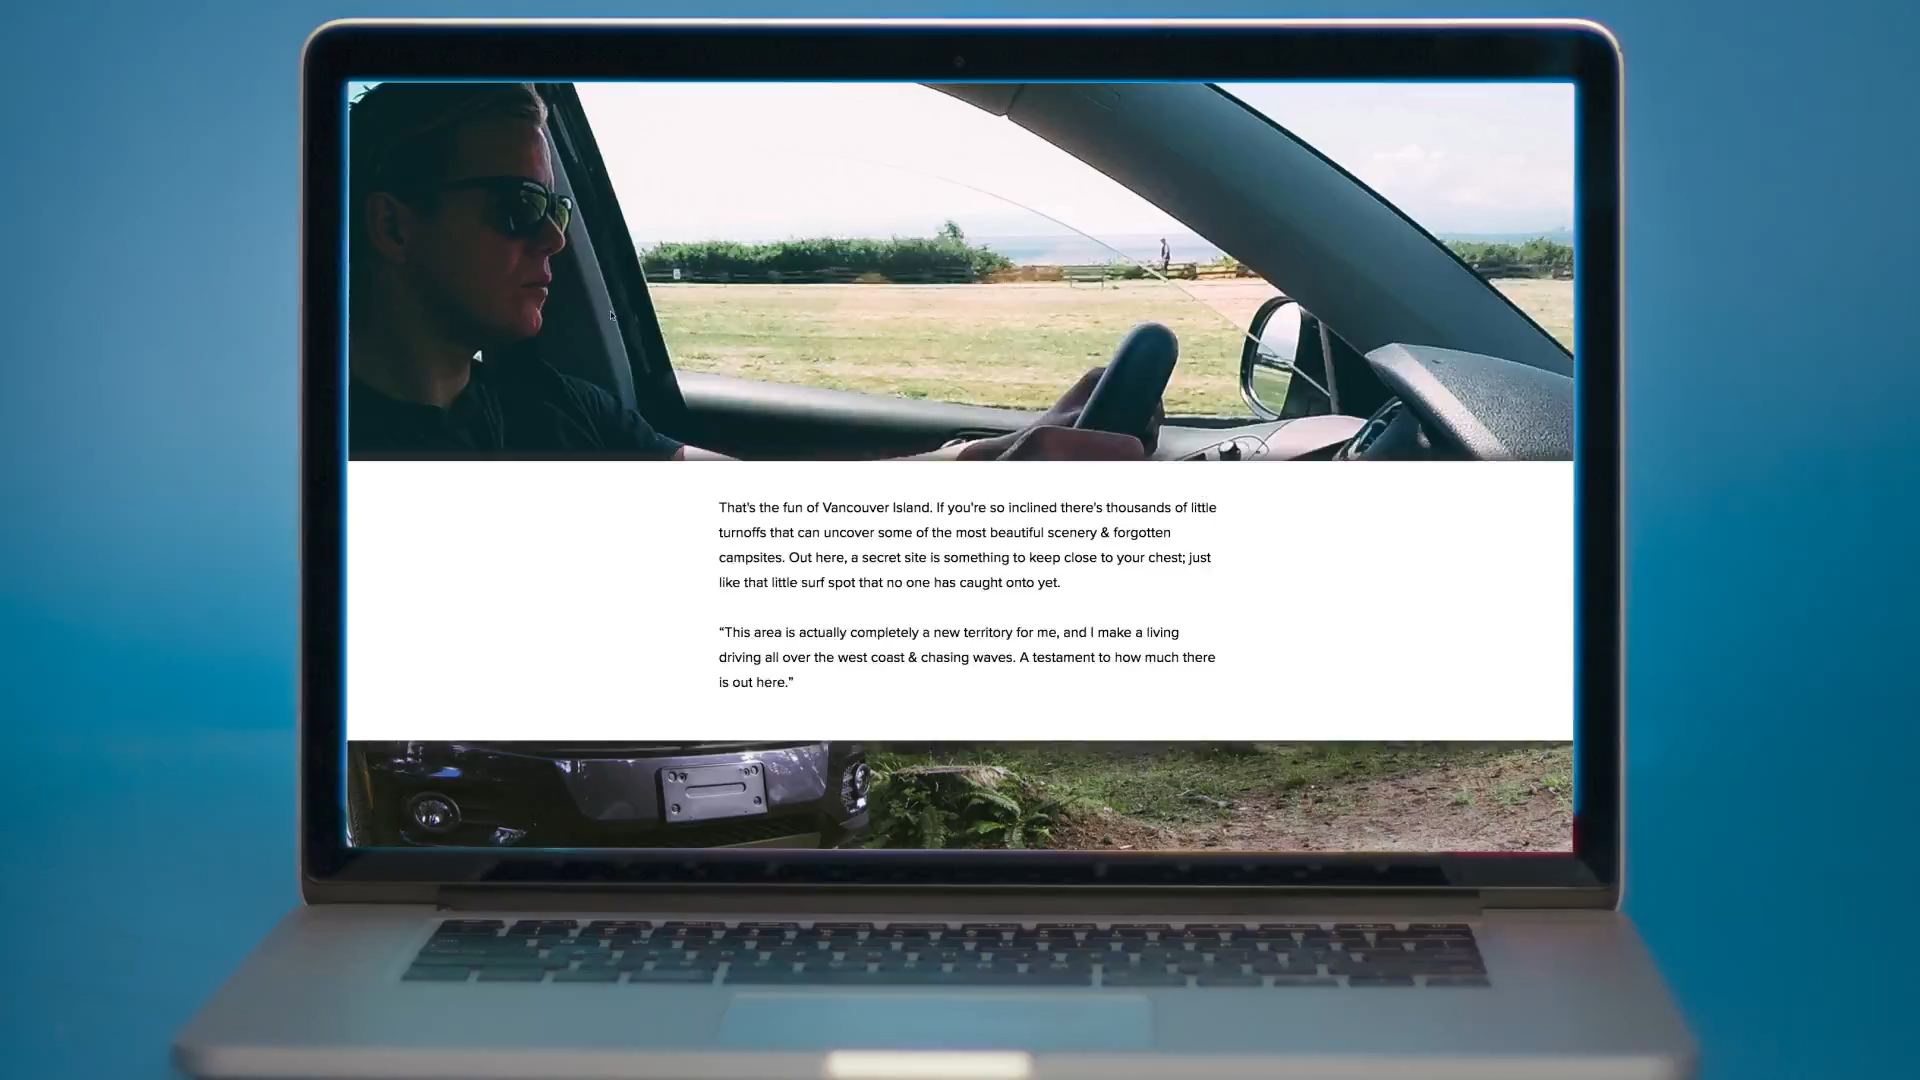 That's the fun of Vancouver Island. If you're so inclined there's thousands of little
turnoffs that can uncover some of the most beautiful scenery & forgotten
campsites. Out here, a secret site is something to keep close to your chest; just
like that little surf spot that no one has caught onto yet.
“This area is actually completely a new territory for me, and I make a living
driving all over the west coast & chasing waves. A testament to how much there
is out here.”